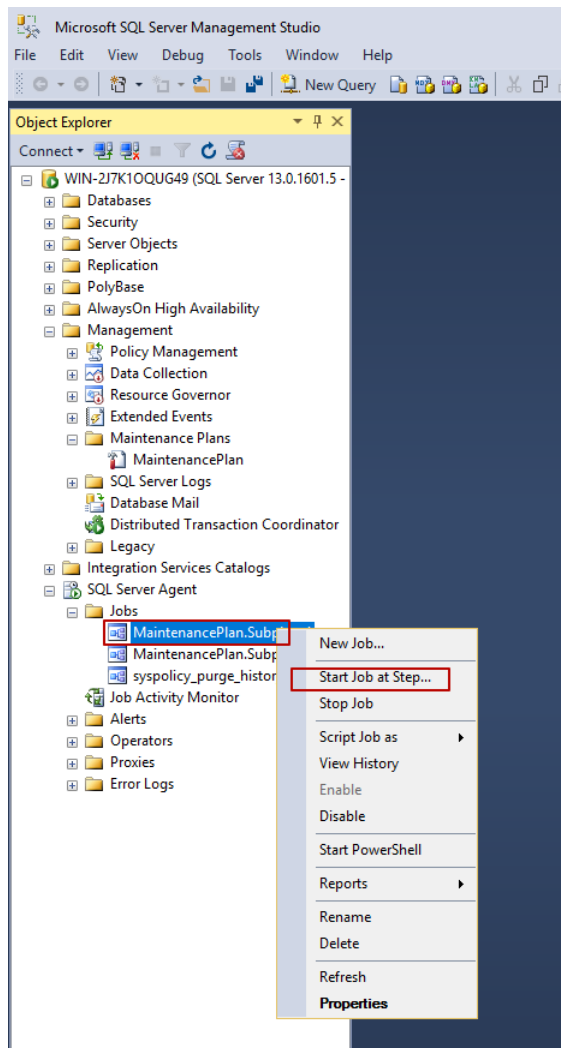 Microsoft SQL Server Management Studio
File Edit View Debug Tools Window Help
New Query
Object Explorer
Connect
WIN-2J7K1OQUG49 (SQL Server 13.0.1601.5 -
Databases
Security
Server Objects
Replication
PolyBase
AlwaysOn High Availability
Management
Policy Management
Data Collection
Resource Governor
Extended Events
Maintenance Plans
MaintenancePlan
SQL Server Logs
Database Mail
Distributed Transaction Coordinator
Legacy
Integration Services Catalogs
SQL Server Agent
Jobs
MaintenancePlan.Subp
MaintenancePlan.Subp
syspolicy_purge_histor
Job Activity Monitor
Alerts
Operators
Proxies
Error Logs
New Job...
Start Job at Step...
Stop Job
Script Job as
View History
Enable
Disable
Start PowerShell
Reports
Rename
Delete
Refresh
Properties